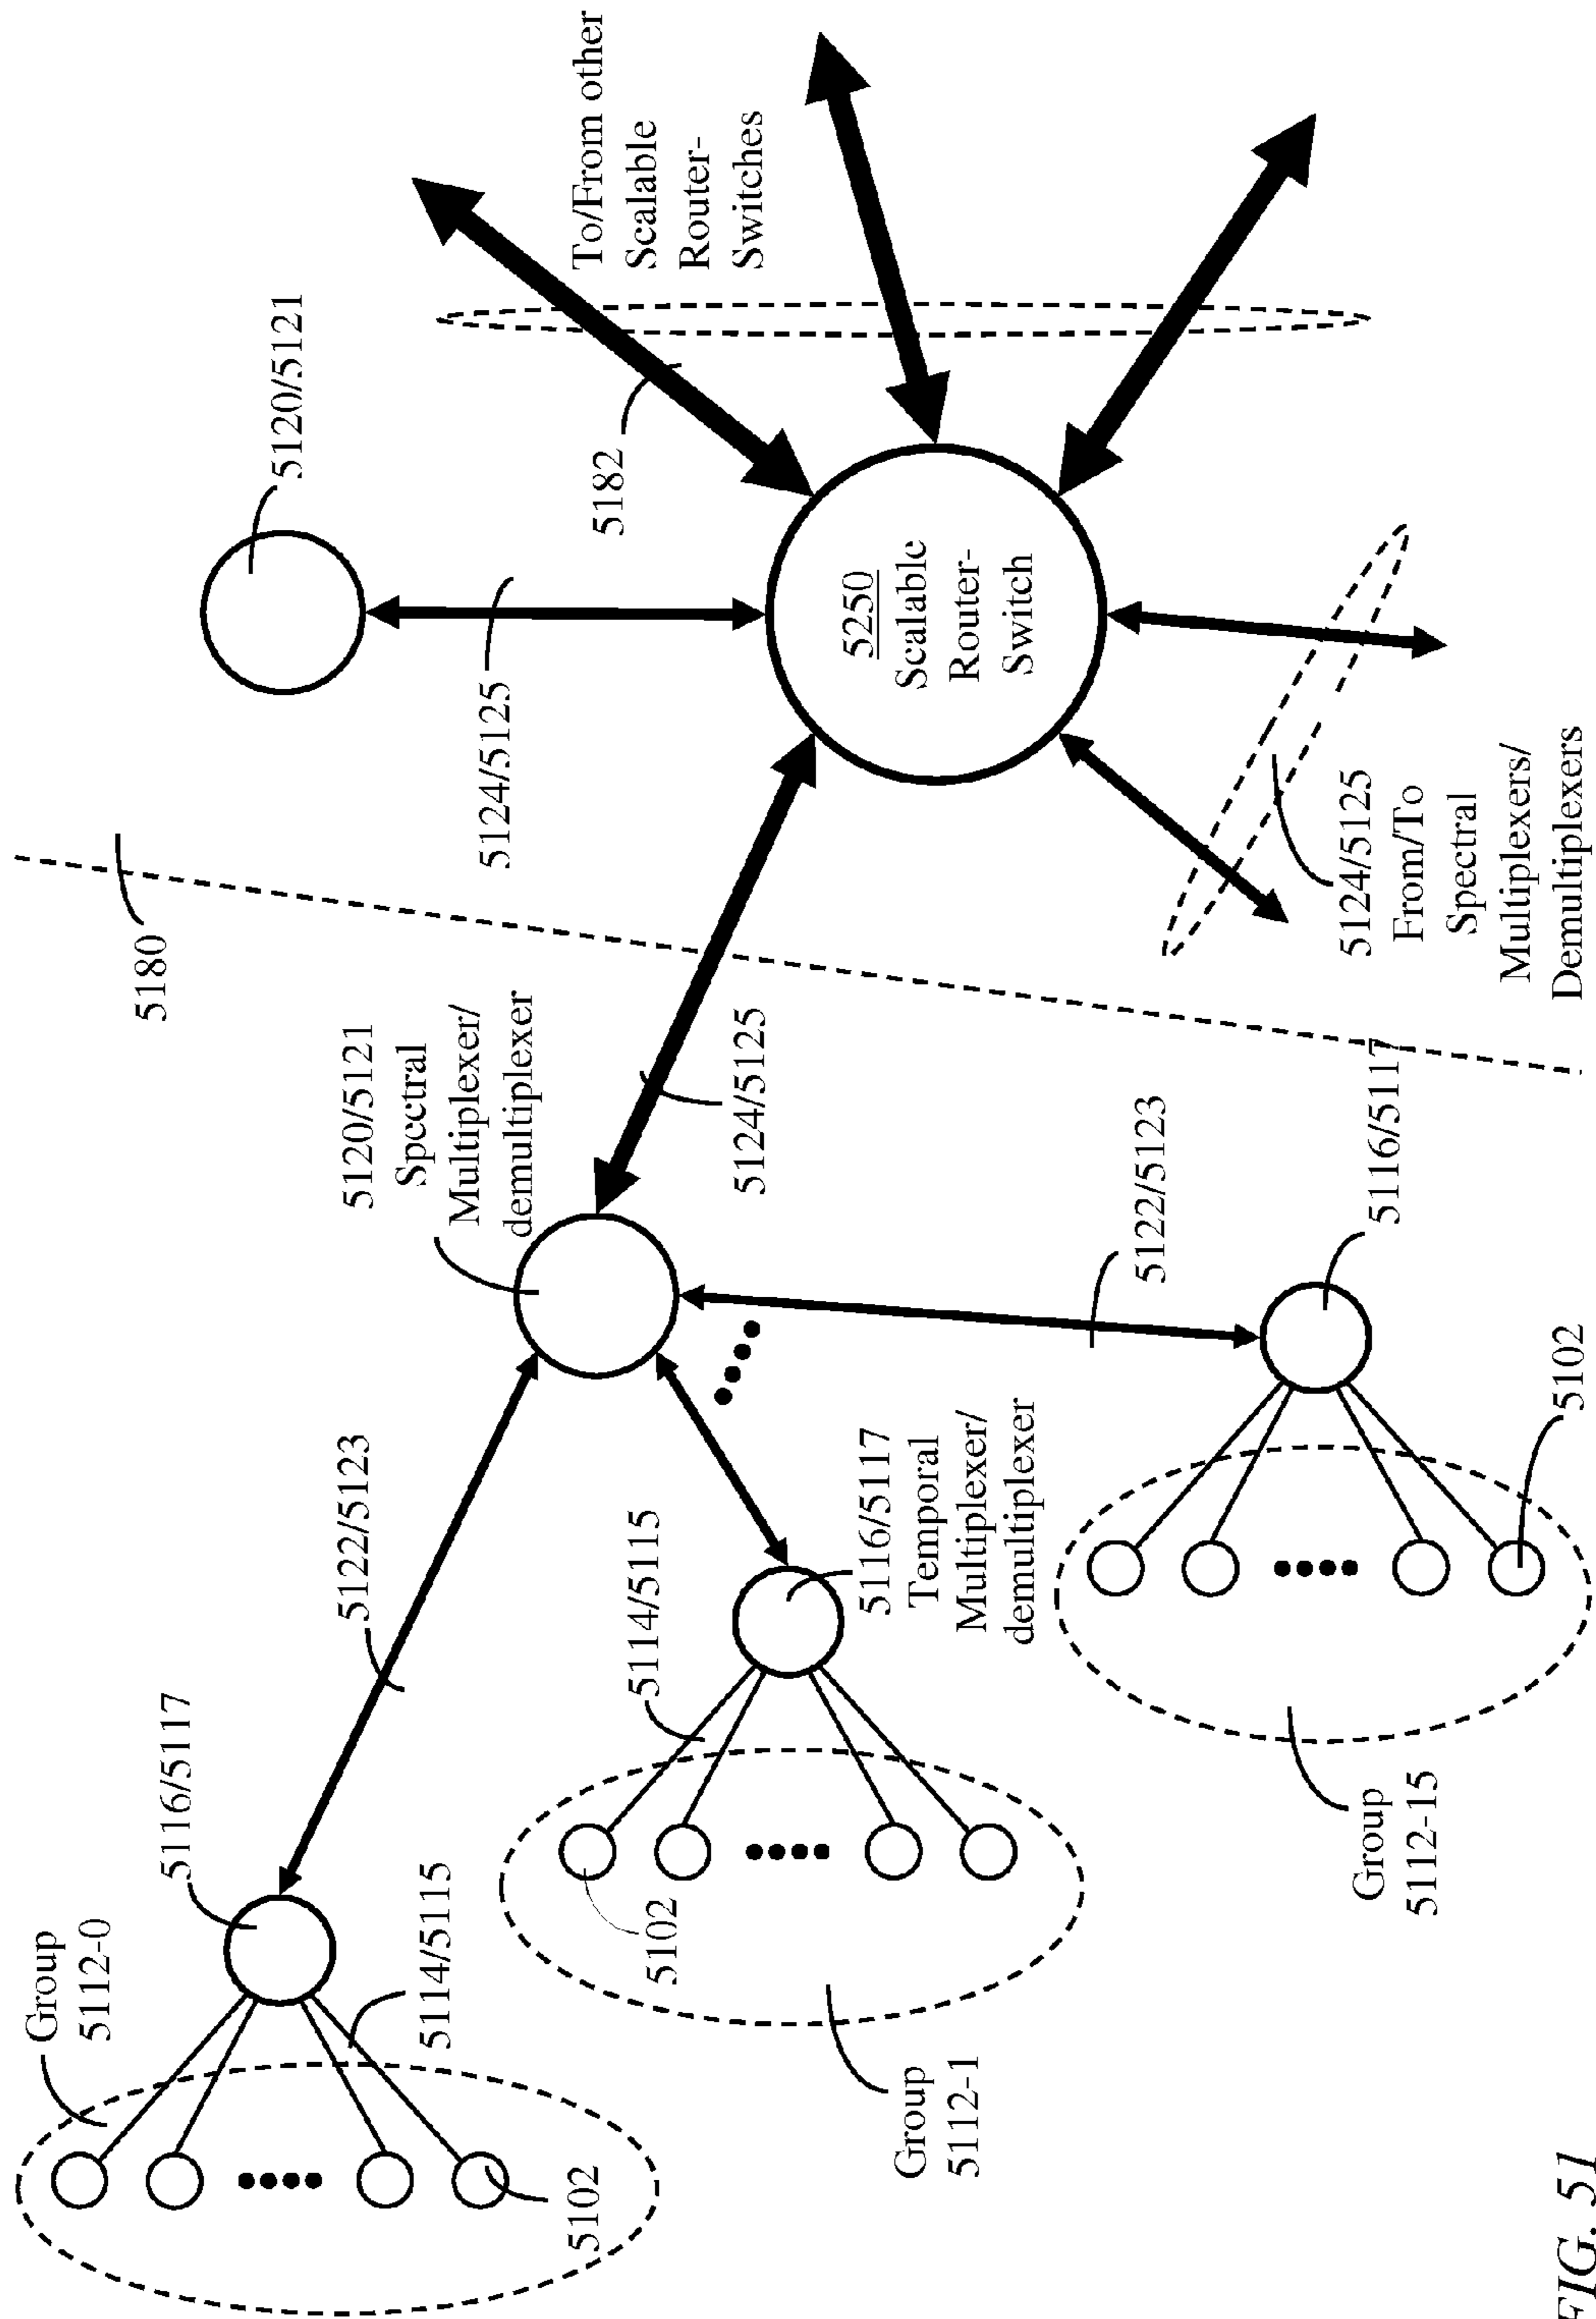 Group
5112-0
5116/5117
5122/5123
5114/5115
5102
Group
5112-1
5102
5114/5115
5116/5117
Temporal
Multiplexer/
demultiplexer
Group
5112-15
5102
5116/5117
5122/5123
5120/5121
Spectral
Multiplexer/
demultiplexer
5124/5125
5180
5124/5125
5120/5121
5182
To/From other
Scalable
Router-
Switches
5250
Scalable
Router-
Switch
5124/5125
From/To
Spectral
Multiplexers/
Demultiplexers
FIG. 51